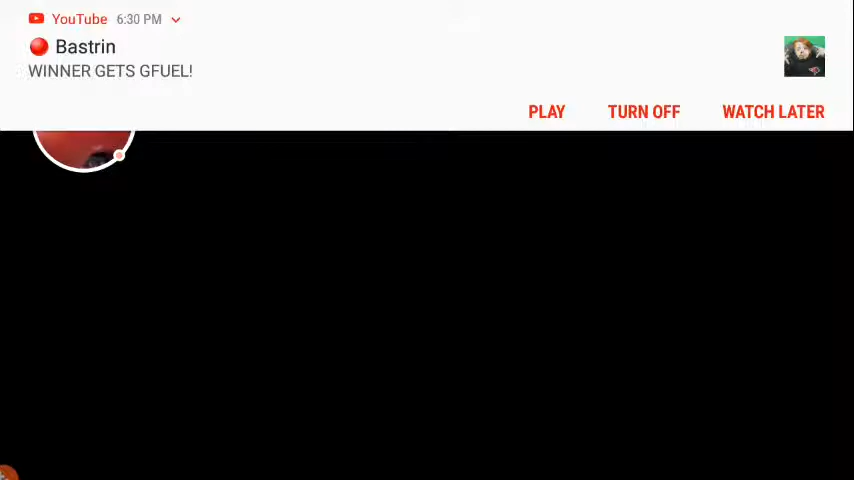 YouTube 6:30 PM
Bastrin
WINNER GETS GFUEL!
PLAY TURN OFF WATCH LATER